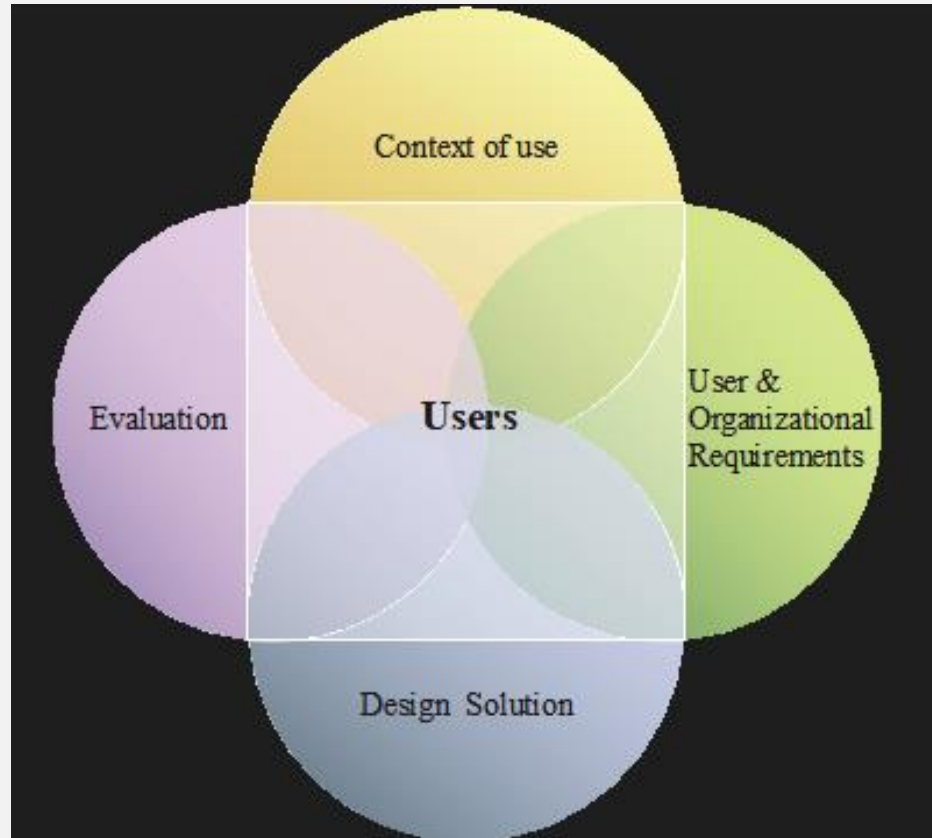 Context of use
User &
Organizational
Requirements
Evaluation
Users
Design Solution